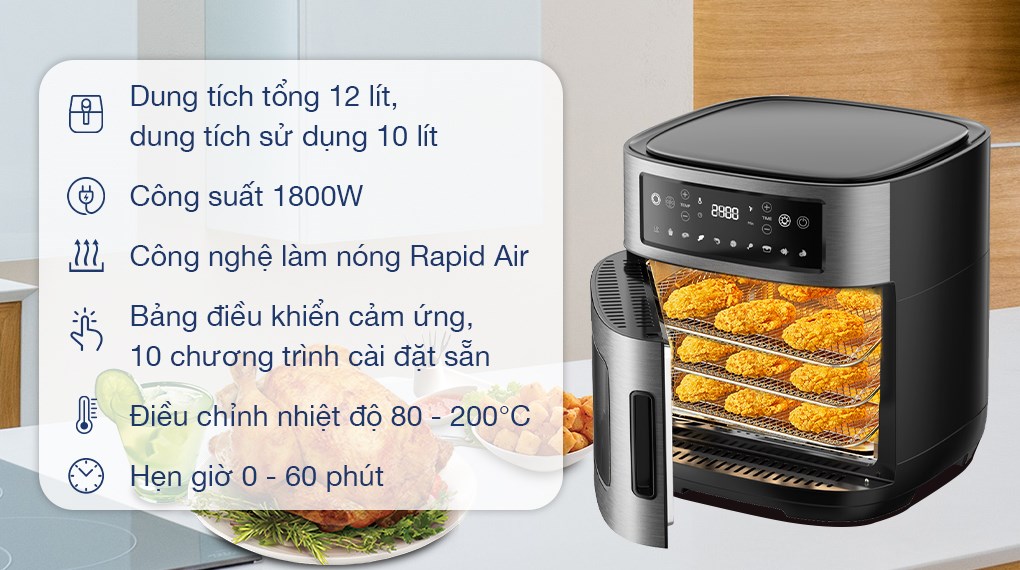 Dung tích tổng 12 lít,
dung tích sử dụng 10 lít
Công suất 1800W
Công nghệ làm nóng Rapid Air
Bảng điều khiển cảm ứng,
10 chương trình cài đặt sẵn
Điều chỉnh nhiệt độ 80 - 200°C
Hẹn giờ 0 - 60 phút
TEMP
TIME